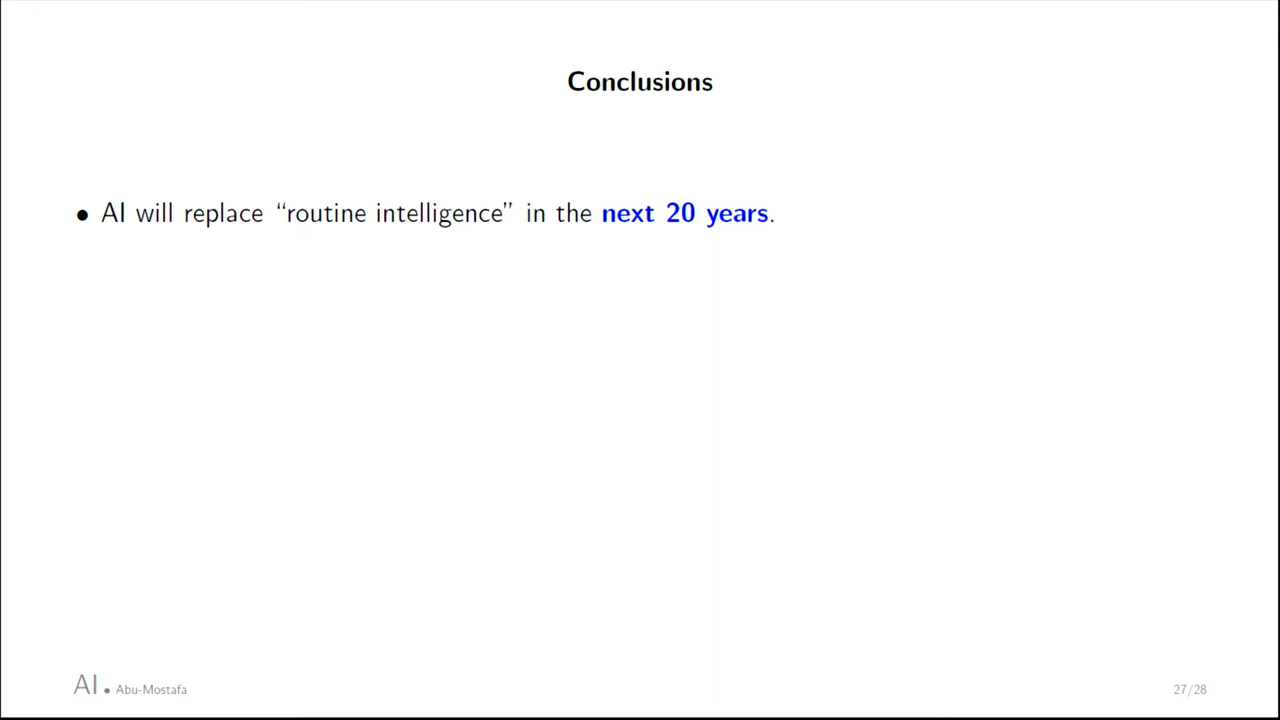 Conclusions
• AI will replace “routine intelligence” in the next 20 years.
AI • Abu-Mostafa
27/28